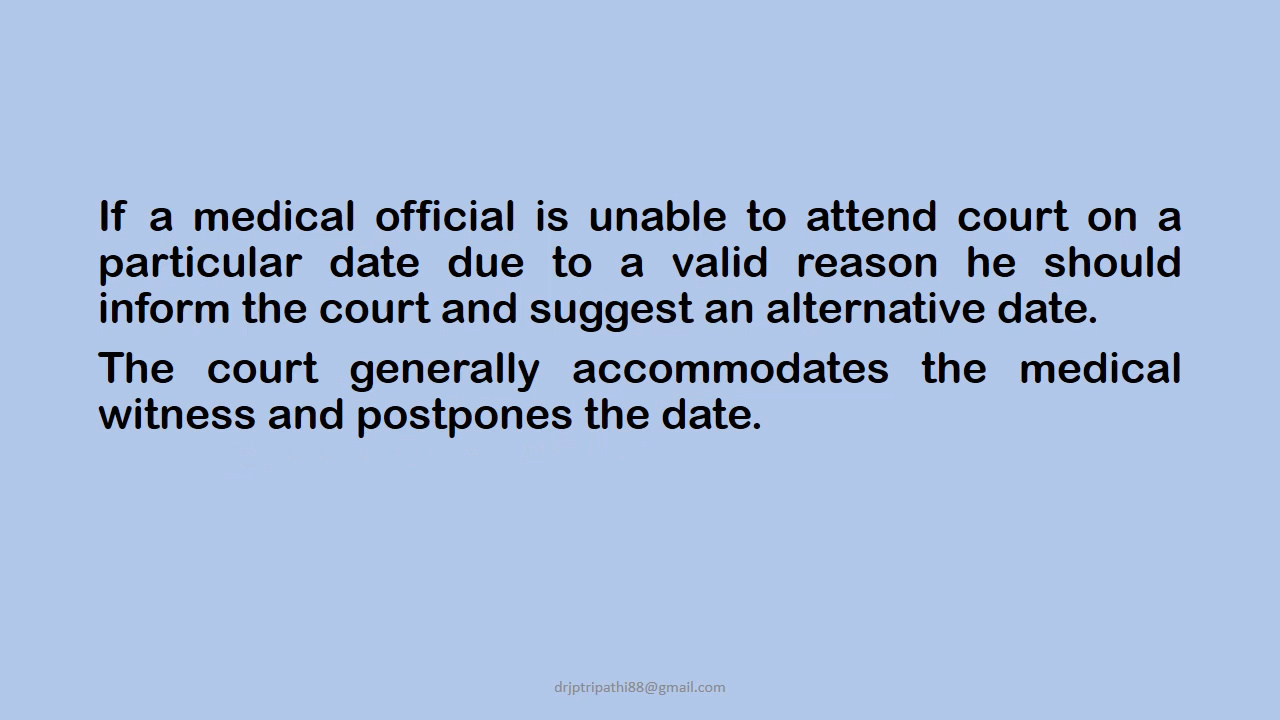 If a medical official is unable to attend court on a
particular date due to a valid reason he should
inform the court and suggest an alternative date.
The court generally accommodates the medical
witness and postpones the date.
drjptripathi88@gmail.com